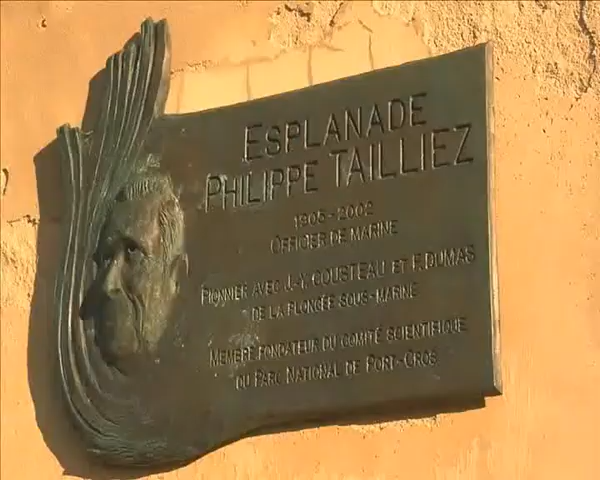 ESPLANADE
PHILIPPE TAILLIEZ
1905-2002
OFFICIER DE MARINE
PIONNIER AVEC J.-Y. COUSTEAU ET F. DUMAS
DE LA PLONGÉE SOUS-MARINE
MEMBRE FONDATEUR DU COMITÉ SCIENTIFIQUE
DU PARC NATIONAL DE PORT-CROS